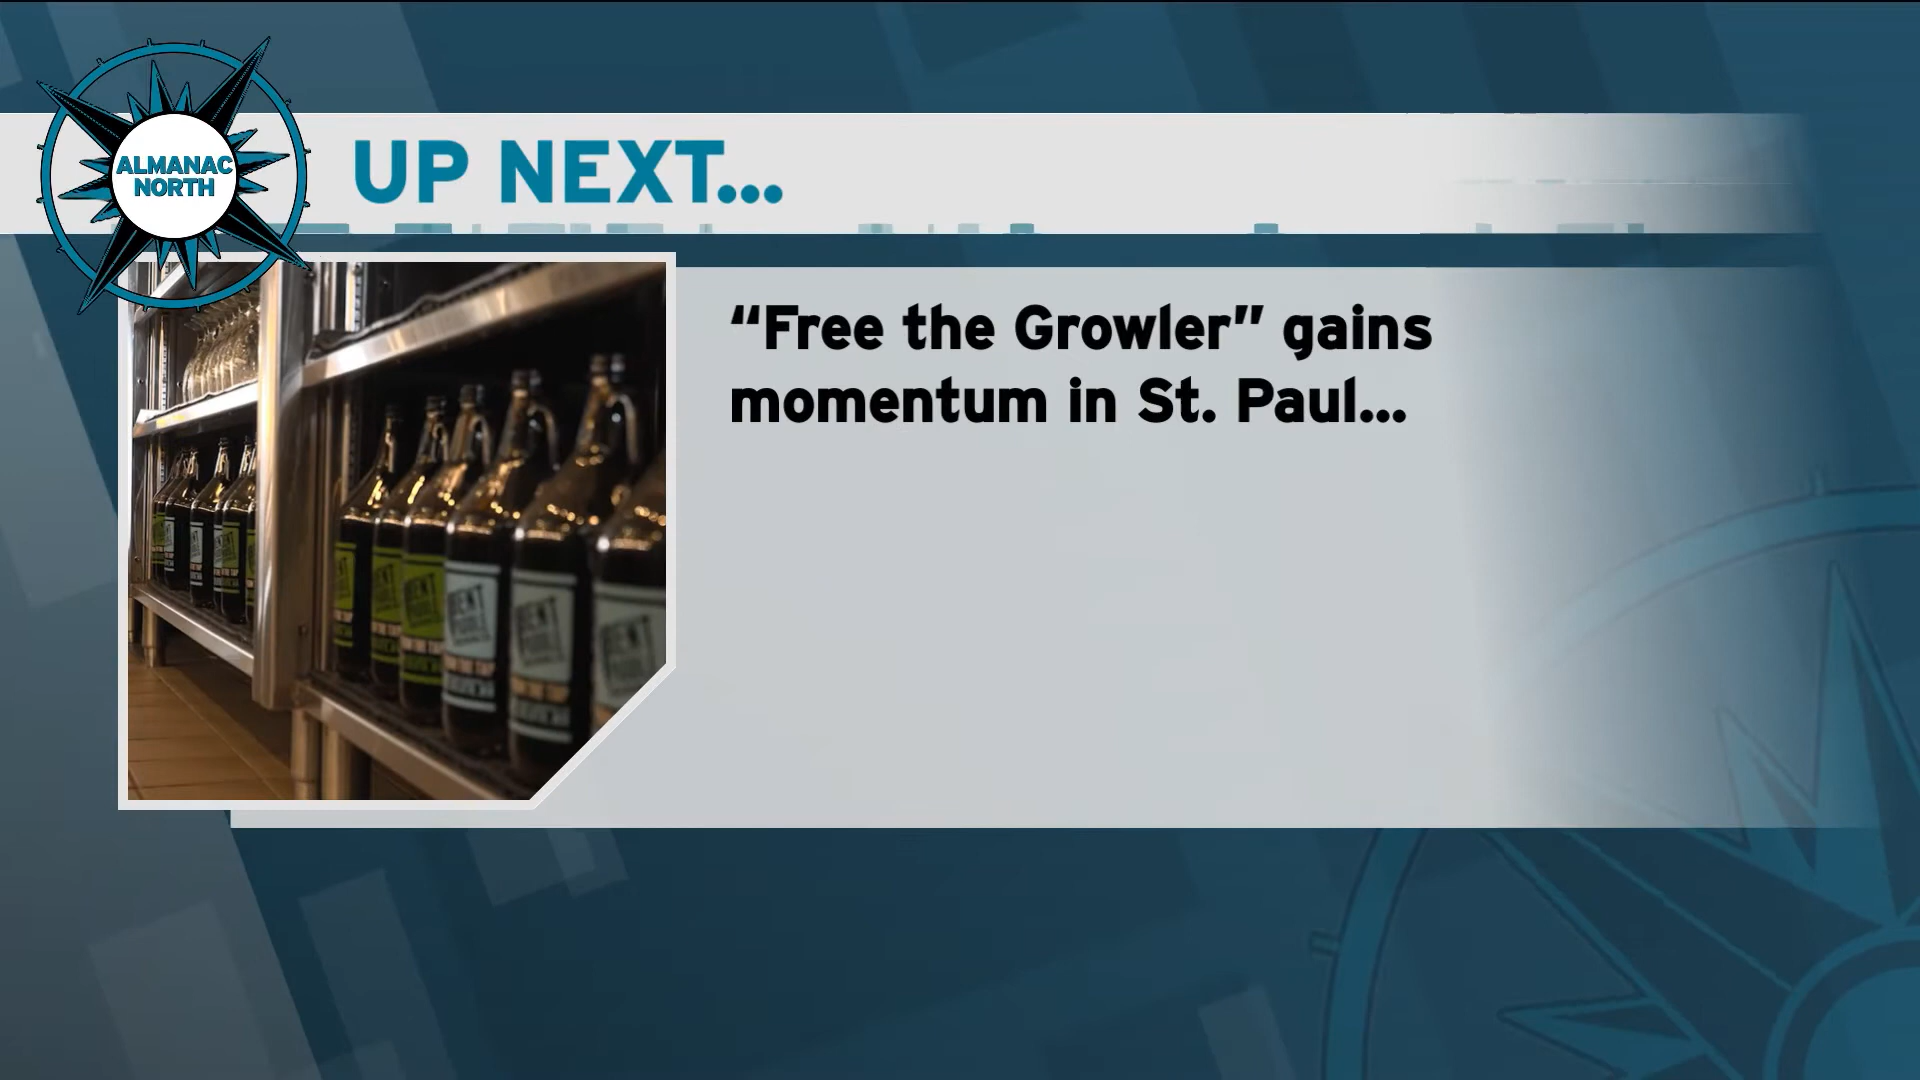 ALMANAC
NORTH
UP NEXT...
“Free the Growler” gains
momentum in St. Paul...